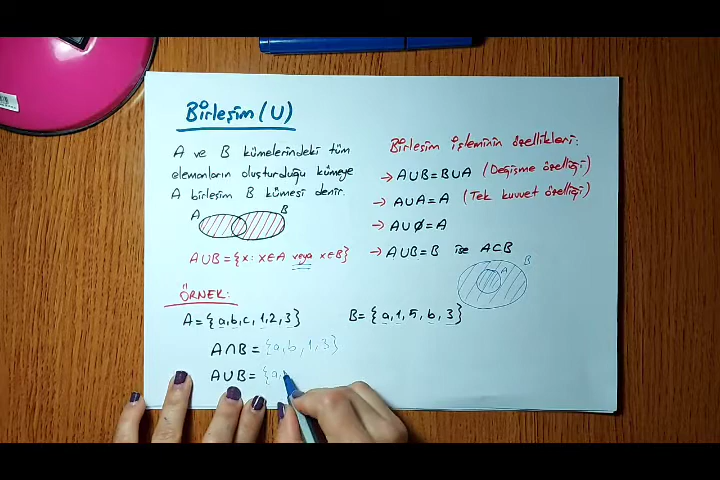 Birleşim (U)
A ve B kümelerindeki tüm
elemanların oluşturduğu kümeye
A birleşim B kümesi denir.
A B
A∪B={x: x∈A veya x∈B}
Birleşim işleminin özellikleri:
→ A∪B=B∪A (Değişme özelliği)
→ A∪A=A (Tek kuvvet özelliği)
→ A∪∅=A
→ A∪B=B ise A⊂B
A B
ÖRNEK:
A={a,b,c,1,2,3} B={a,1,5,b,3}
A∩B={a,b,1,3}
A∪B={a,